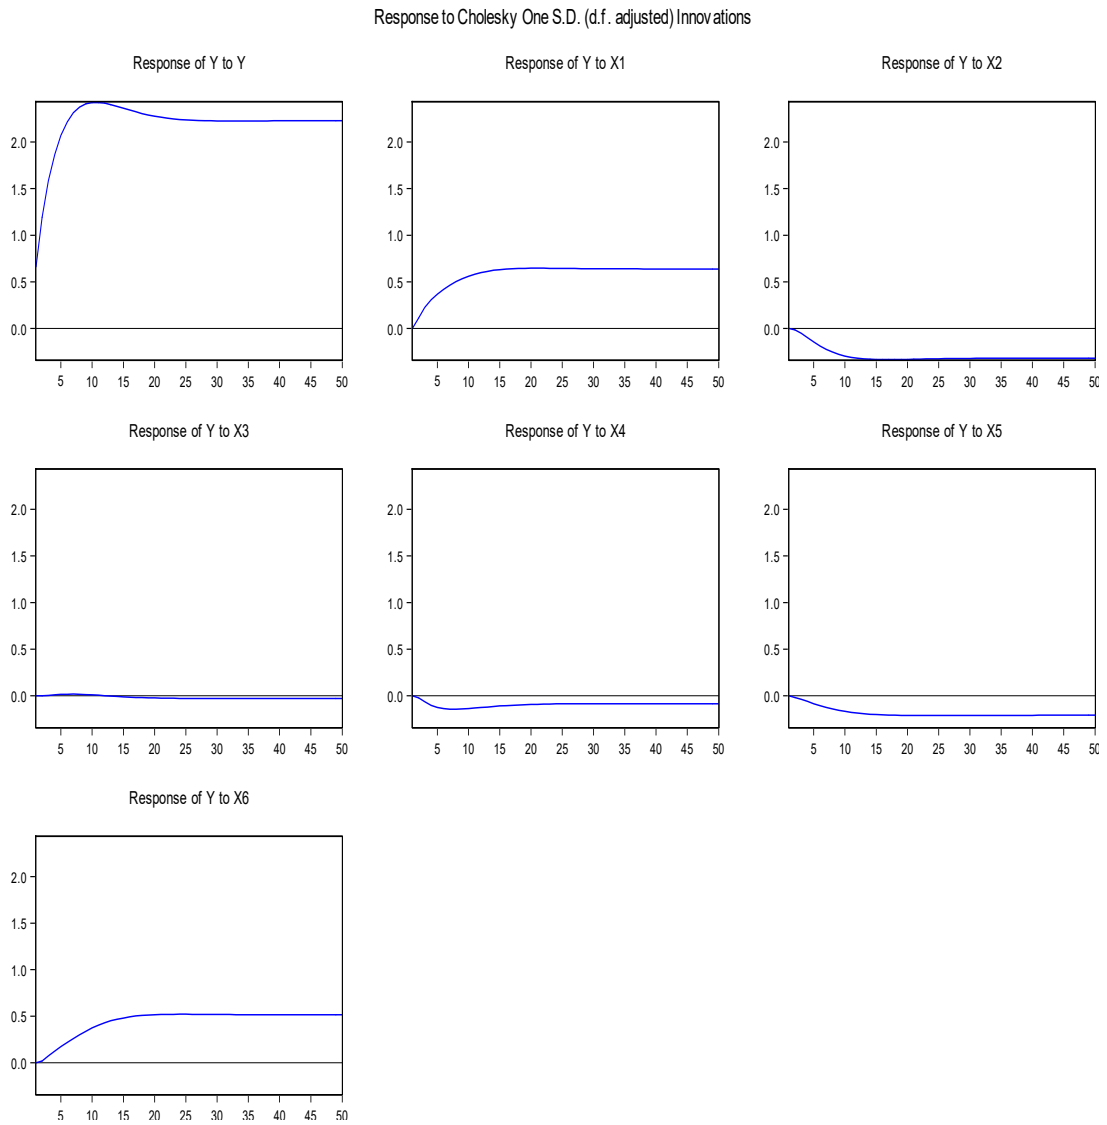 Response to Cholesky One S.D. (d.f. adjusted) Innovations
Response of Y to Y
2.0
1.5
1.0
0.5
0.0
5 10 15 20 25 30 35 40 45 50
Response of Y to X1
2.0
1.5
1.0
0.5
0.0
5 10 15 20 25 30 35 40 45 50
Response of Y to X2
2.0
1.5
1.0
0.5
0.0
5 10 15 20 25 30 35 40 45 50
Response of Y to X3
2.0
1.5
1.0
0.5
0.0
5 10 15 20 25 30 35 40 45 50
Response of Y to X4
2.0
1.5
1.0
0.5
0.0
5 10 15 20 25 30 35 40 45 50
Response of Y to X5
2.0
1.5
1.0
0.5
0.0
5 10 15 20 25 30 35 40 45 50
Response of Y to X6
2.0
1.5
1.0
0.5
0.0
5 10 15 20 25 30 35 40 45 50